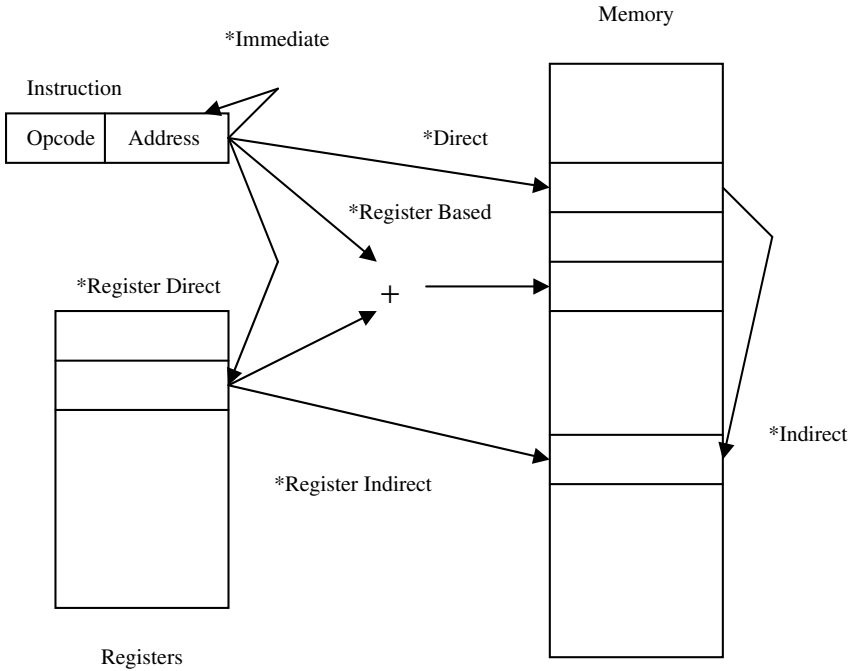 Memory
*Immediate
Instruction
Opcode
Address
*Direct
*Register Based
*Register Direct
+
*Indirect
*Register Indirect
Registers